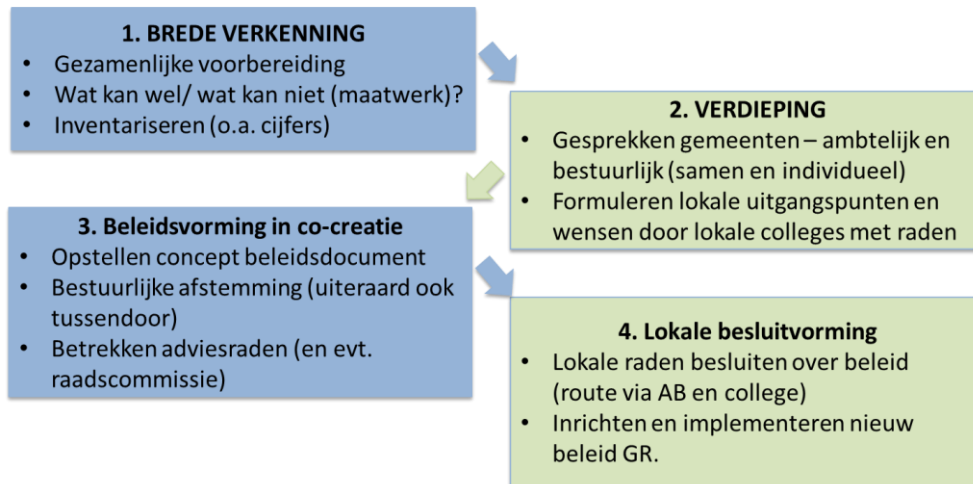 1. BREDE VERKENNING
• Gezamenlijke voorbereiding
• Wat kan wel/ wat kan niet (maatwerk)?
• Inventariseren (o.a. cijfers)
2. VERDIEPING
• Gesprekken gemeenten – ambtelijk en
bestuurlijk (samen en individueel)
• Formuleren lokale uitgangspunten en
wensen door lokale colleges met raden
3. Beleidsvorming in co-creatie
• Opstellen concept beleidsdocument
• Bestuurlijke afstemming (uiteraard ook
tussendoor)
• Betrekken adviesraden (en evt.
raadscommissie)
4. Lokale besluitvorming
• Lokale raden besluiten over beleid
(route via AB en college)
• Inrichten en implementeren nieuw
beleid GR.